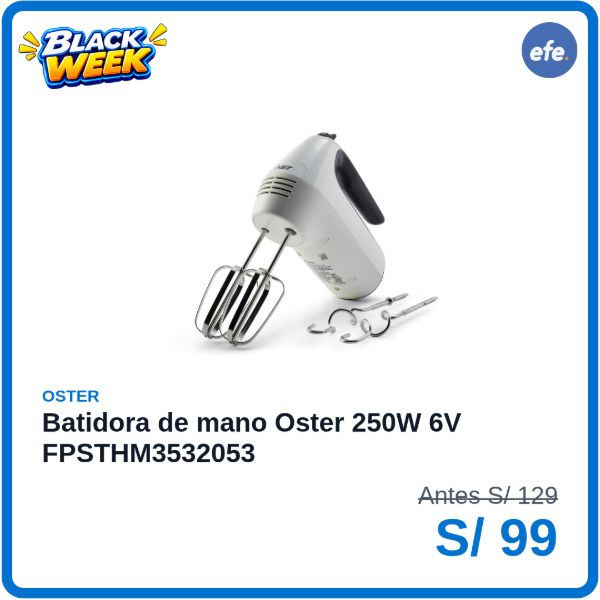 BLACK
WEEK
efe.
OSTER
Batidora de mano Oster 250W 6V
FPSTHM3532053
Antes S/ 129
S/ 99